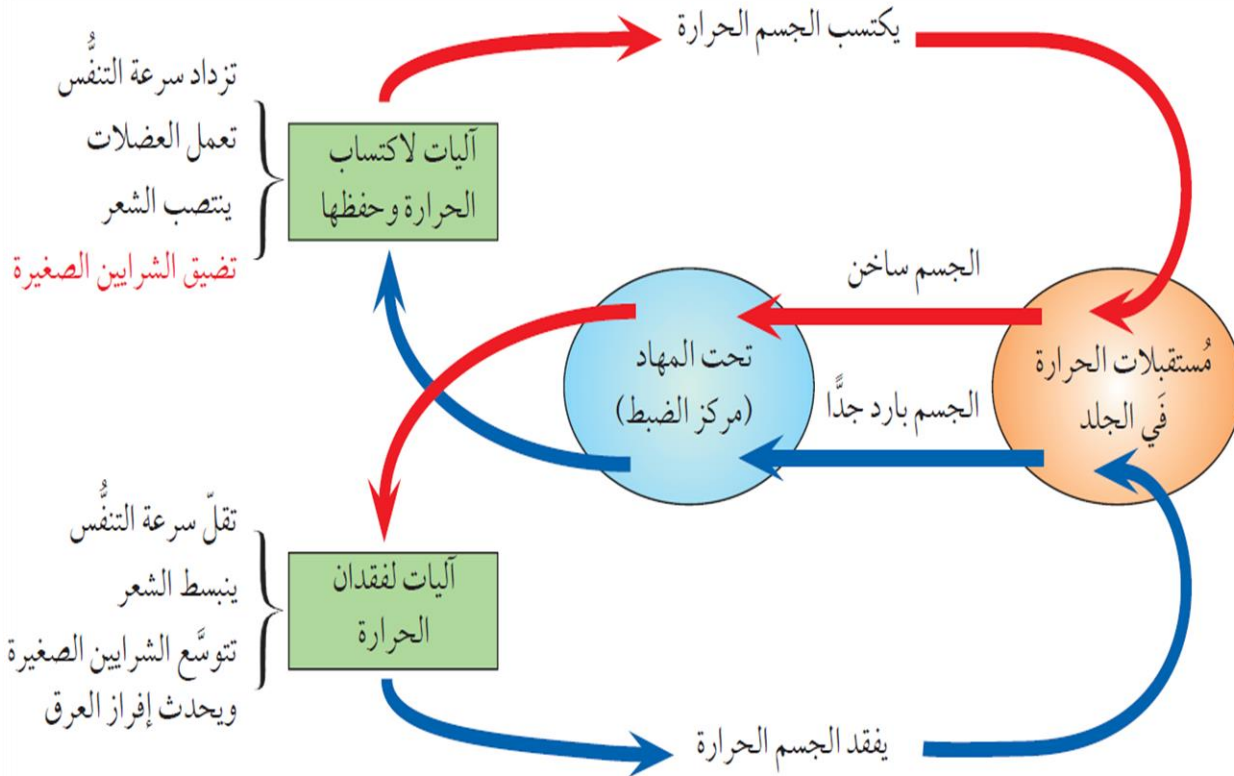 يكتسب الجسم الحرارة
تزداد سرعة التنفُّس
تعمل العضلات
ينتصب الشعر
تضيق الشرايين الصغيرة
آليات لاكتساب
الحرارة وحفظها
الجسم ساخن
مُستقبلات الحرارة
فَي الجلد
تحت المهاد
(مركز الضبط)
الجسم بارد جدًّا
تقلّ سرعة التنفُّس
ينبسط الشعر
تتوسَّع الشرايين الصغيرة
ويحدث إفراز العرق
آليات لفقدان
الحرارة
يفقد الجسم الحرارة